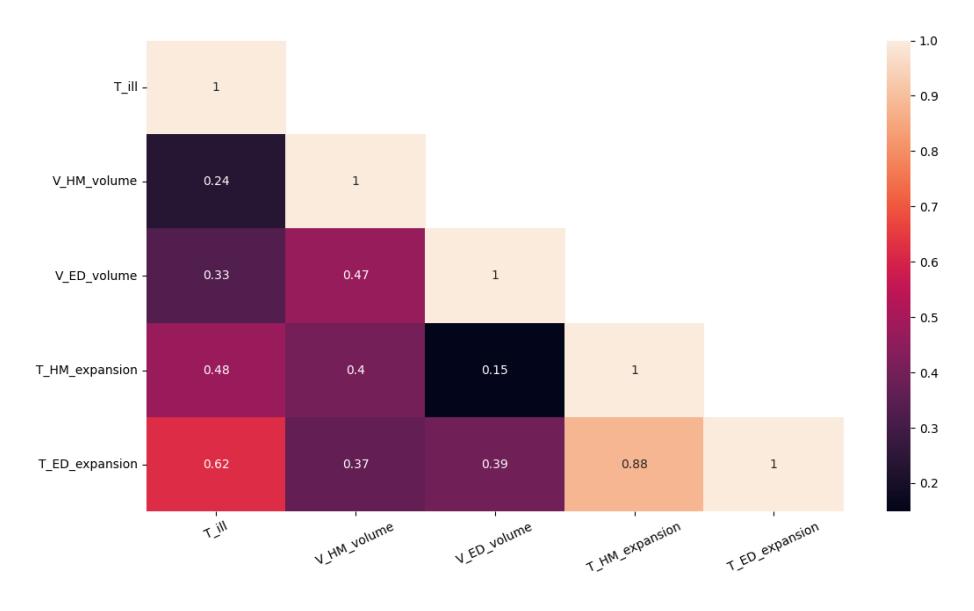 T_ill 1
V_HM_volume 0.24 1
V_ED_volume 0.33 0.47 1
T_HM_expansion 0.48 0.4 0.15 1
T_ED_expansion 0.62 0.37 0.39 0.88 1
T_ill V_HM_volume V_ED_volume T_HM_expansion T_ED_expansion
1.0
0.9
0.8
0.7
0.6
0.5
0.4
0.3
0.2